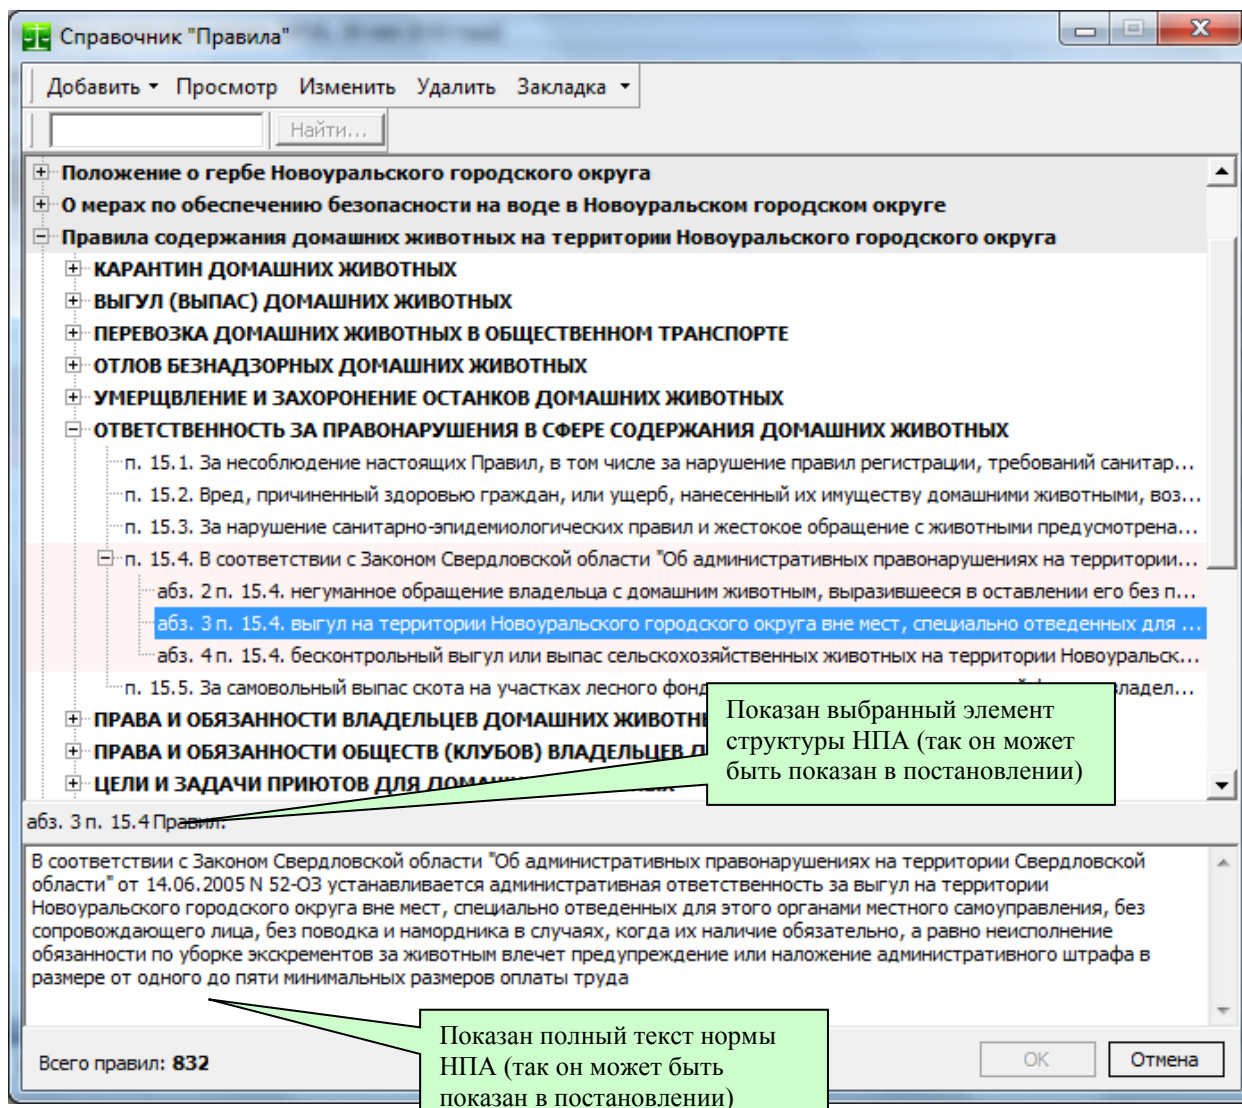 Справочник "Правила"
Добавить Просмотр Изменить Удалить Закладка
Найти...
Положение о гербе Новоуральского городского округа
О мерах по обеспечению безопасности на воде в Новоуральском городском округе
Правила содержания домашних животных на территории Новоуральского городского округа
КАРАНТИН ДОМАШНИХ ЖИВОТНЫХ
ВЫГУЛ (ВЫПАС) ДОМАШНИХ ЖИВОТНЫХ
ПЕРЕВОЗКА ДОМАШНИХ ЖИВОТНЫХ В ОБЩЕСТВЕННОМ ТРАНСПОРТЕ
ОТЛОВ БЕЗНАДЗОРНЫХ ДОМАШНИХ ЖИВОТНЫХ
УМЕРЩВЛЕНИЕ И ЗАХОРОНЕНИЕ ОСТАНКОВ ДОМАШНИХ ЖИВОТНЫХ
ОТВЕТСТВЕННОСТЬ ЗА ПРАВОНАРУШЕНИЯ В СФЕРЕ СОДЕРЖАНИЯ ДОМАШНИХ ЖИВОТНЫХ
п. 15.1. За несоблюдение настоящих Правил, в том числе за нарушение правил регистрации, требований санитар...
п. 15.2. Вред, причиненный здоровью граждан, или ущерб, нанесенный их имуществу домашними животными, воз...
п. 15.3. За нарушение санитарно-эпидемиологических правил и жестокое обращение с животными предусмотрена...
п. 15.4. В соответствии с Законом Свердловской области "Об административных правонарушениях на территории...
абз. 2 п. 15.4. негуманное обращение владельца с домашним животным, выразившееся в оставлении его без п...
абз. 3 п. 15.4. выгул на территории Новоуральского городского округа вне мест, специально отведенных для ...
абз. 4 п. 15.4. бесконтрольный выгул или выпас сельскохозяйственных животных на территории Новоуральск...
п. 15.5. За самовольный выпас скота на участках лесного фонд владел...
ПРАВА И ОБЯЗАННОСТИ ВЛАДЕЛЬЦЕВ ДОМАШНИХ ЖИВОТН
ПРАВА И ОБЯЗАННОСТИ ОБЩЕСТВ (КЛУБОВ) ВЛАДЕЛЬЦЕВ Д
ЦЕЛИ И ЗАДАЧИ ПРИЮТОВ ДЛЯ
Показан выбранный элемент
структуры НПА (так он может
быть показан в постановлении)
абз. 3 п. 15.4 Правил:
В соответствии с Законом Свердловской области "Об административных правонарушениях на территории Свердловской
области" от 14.06.2005 N 52-ОЗ устанавливается административная ответственность за выгул на территории
Новоуральского городского округа вне мест, специально отведенных для этого органами местного самоуправления, без
сопровождающего лица, без поводка и намордника в случаях, когда их наличие обязательно, а равно неисполнение
обязанности по уборке экскрементов за животным влечет предупреждение или наложение административного штрафа в
размере от одного до пяти минимальных размеров оплаты труда
Показан полный текст нормы
НПА (так он может быть
показан в постановлении)
Всего правил: 832
OK Отмена